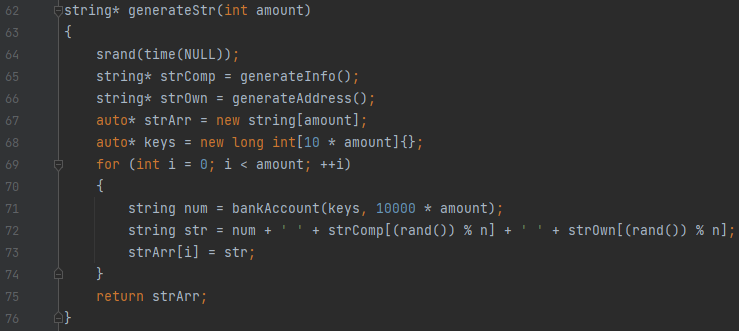 62 string* generateStr(int amount)
63 {
64     srand(time(NULL));
65     string* strComp = generateInfo();
66     string* strOwn = generateAddress();
67     auto* strArr = new string[amount];
68     auto* keys = new long int[10 * amount]{};
69     for (int i = 0; i < amount; ++i)
70     {
71         string num = bankAccount(keys, 10000 * amount);
72         string str = num + ' ' + strComp[(rand()) % n] + ' ' + strOwn[(rand()) % n];
73         strArr[i] = str;
74     }
75     return strArr;
76 }